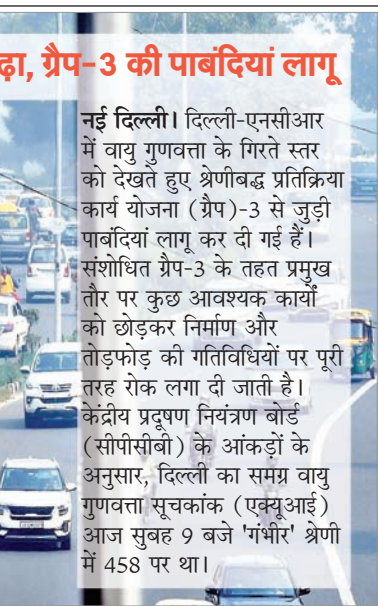 ढ़ा, ग्रैप-3 की पाबंदियां लागू
नई दिल्ली। दिल्ली-एनसीआर
में वायु गुणवत्ता के गिरते स्तर
को देखते हुए श्रेणीबद्ध प्रतिक्रिया
कार्य योजना (ग्रैप)-3 से जुड़ी
पाबंदियां लागू कर दी गई हैं।
संशोधित ग्रैप-3 के तहत प्रमुख
तौर पर कुछ आवश्यक कार्यों
को छोड़कर निर्माण और
तोड़फोड़ की गतिविधियों पर पूरी
तरह रोक लगा दी जाती है।
केंद्रीय प्रदूषण नियंत्रण बोर्ड
(सीपीसीबी) के आंकड़ों के
अनुसार, दिल्ली का समग्र वायु
गुणवत्ता सूचकांक (एक्यूआई)
आज सुबह 9 बजे 'गंभीर' श्रेणी
में 458 पर था।